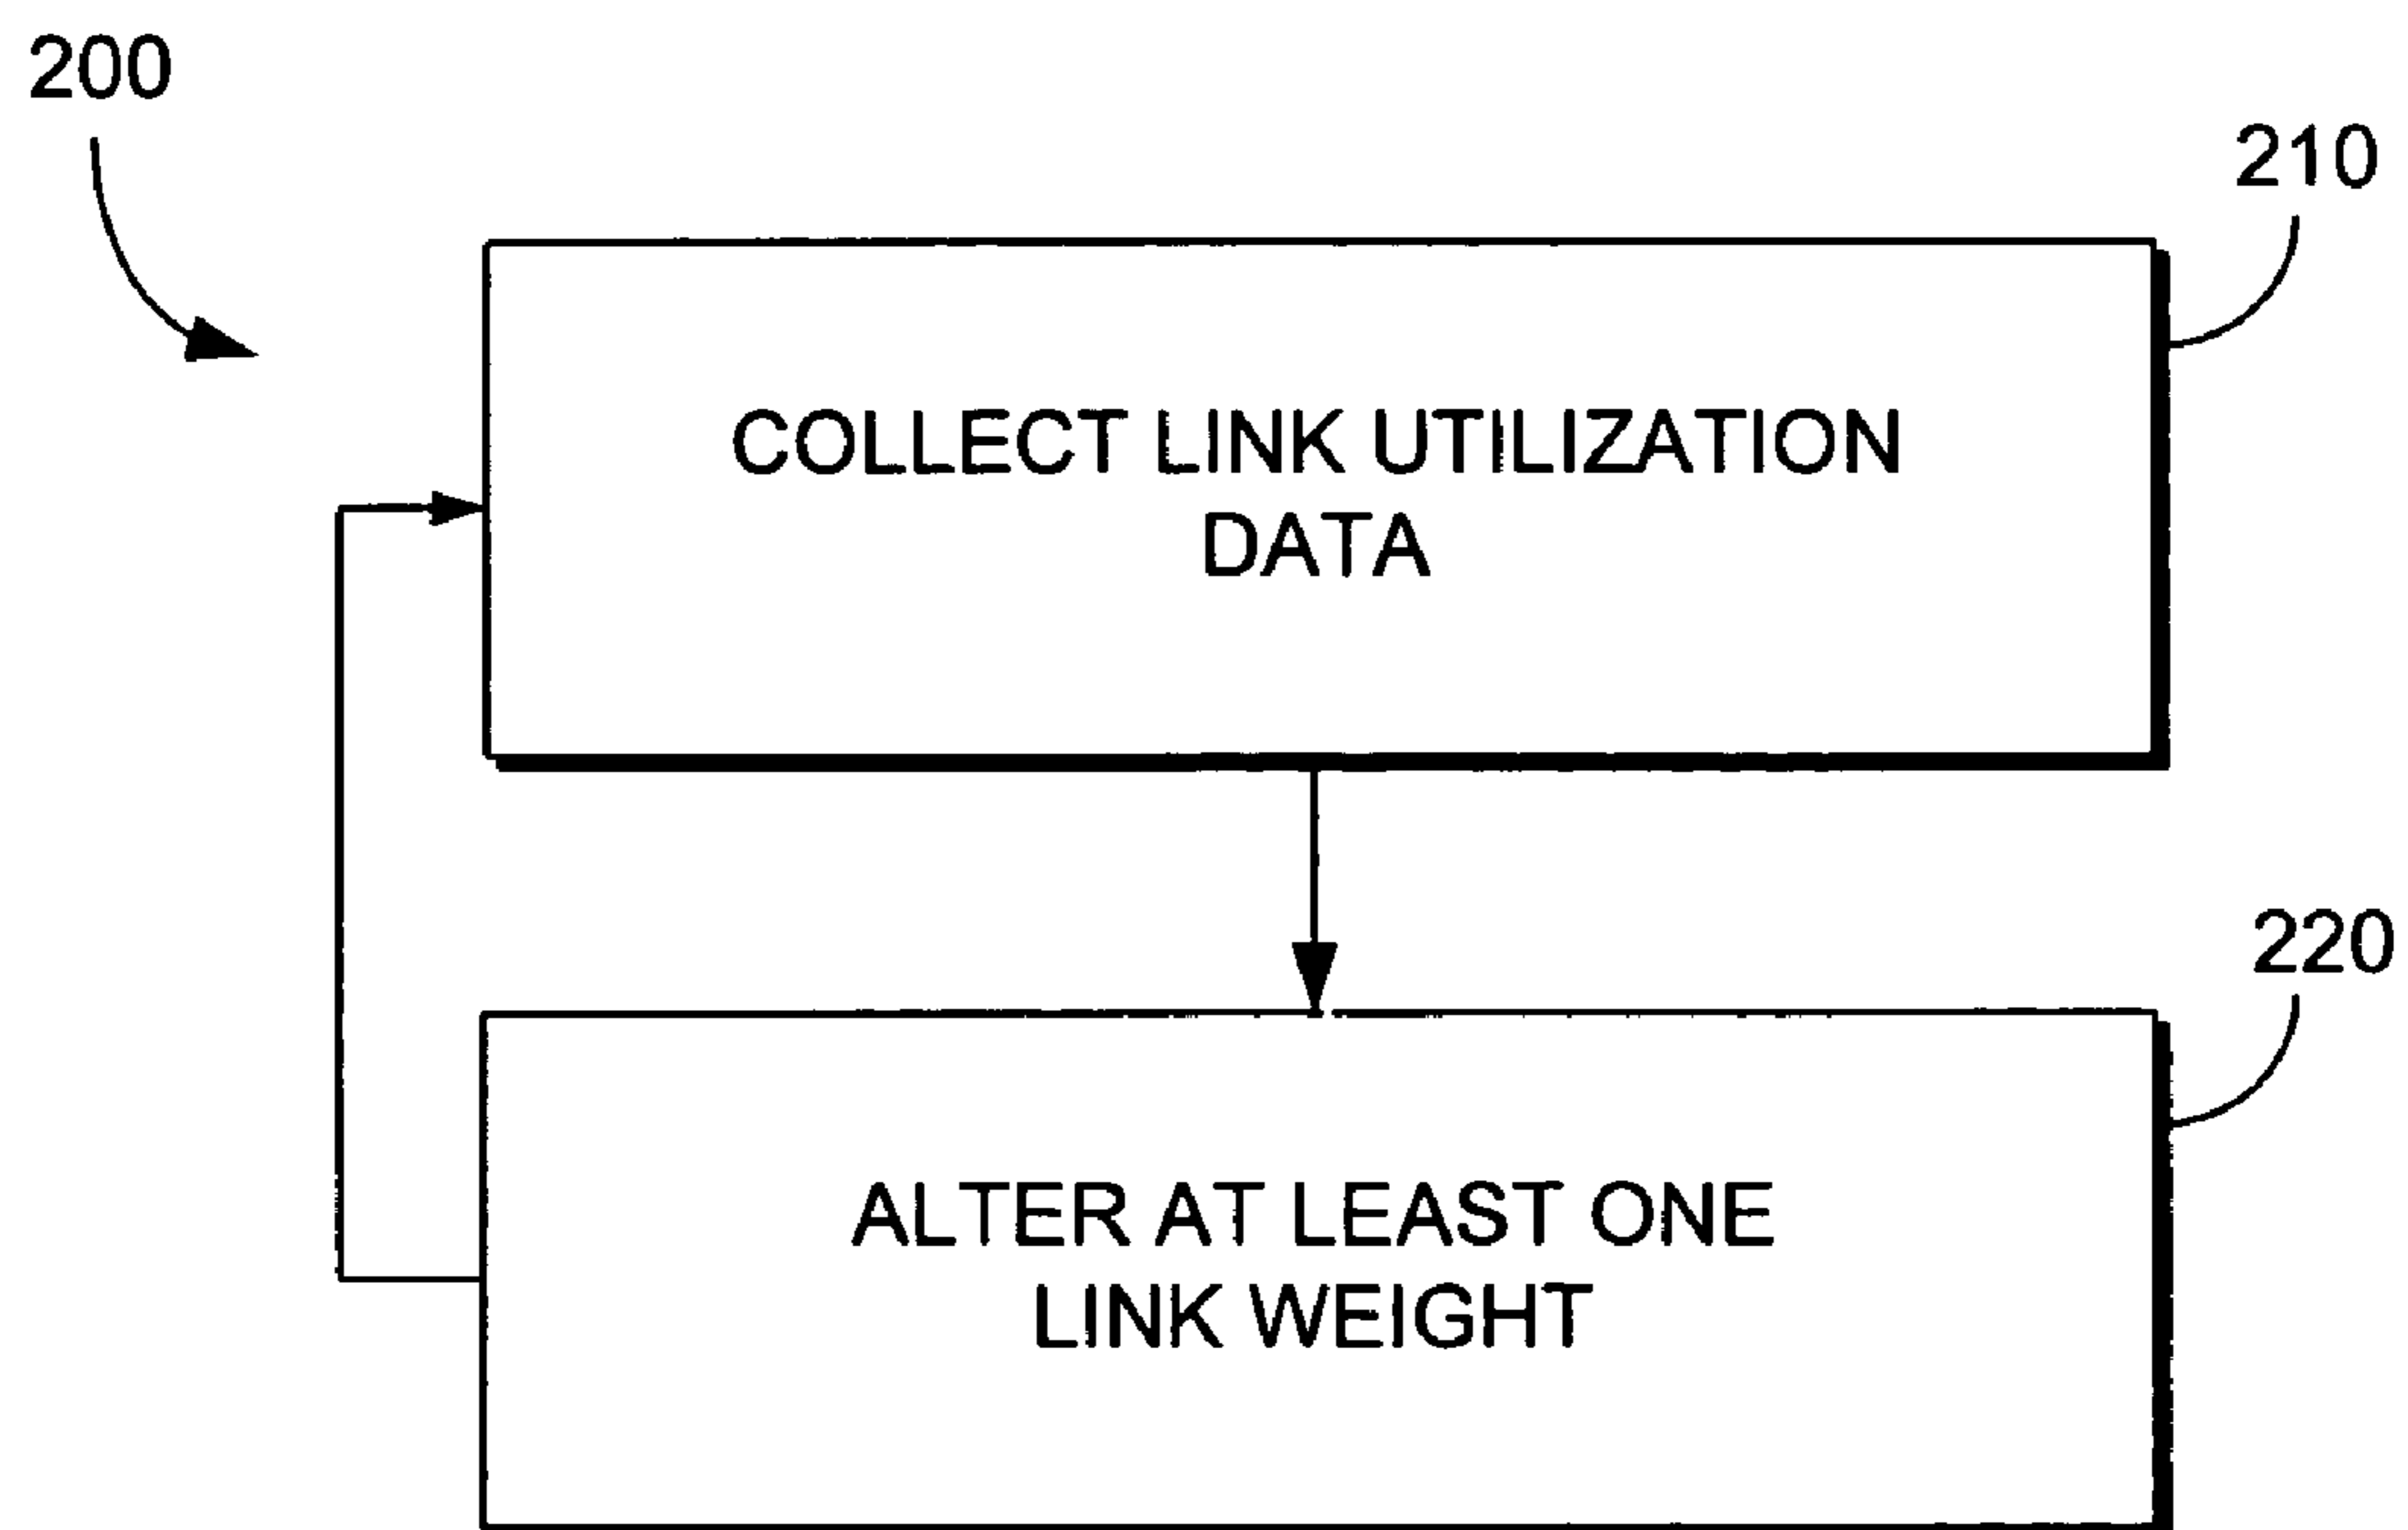 200
210
COLLECT LINK UTILIZATION
DATA
220
ALTER AT LEAST ONE
LINK WEIGHT